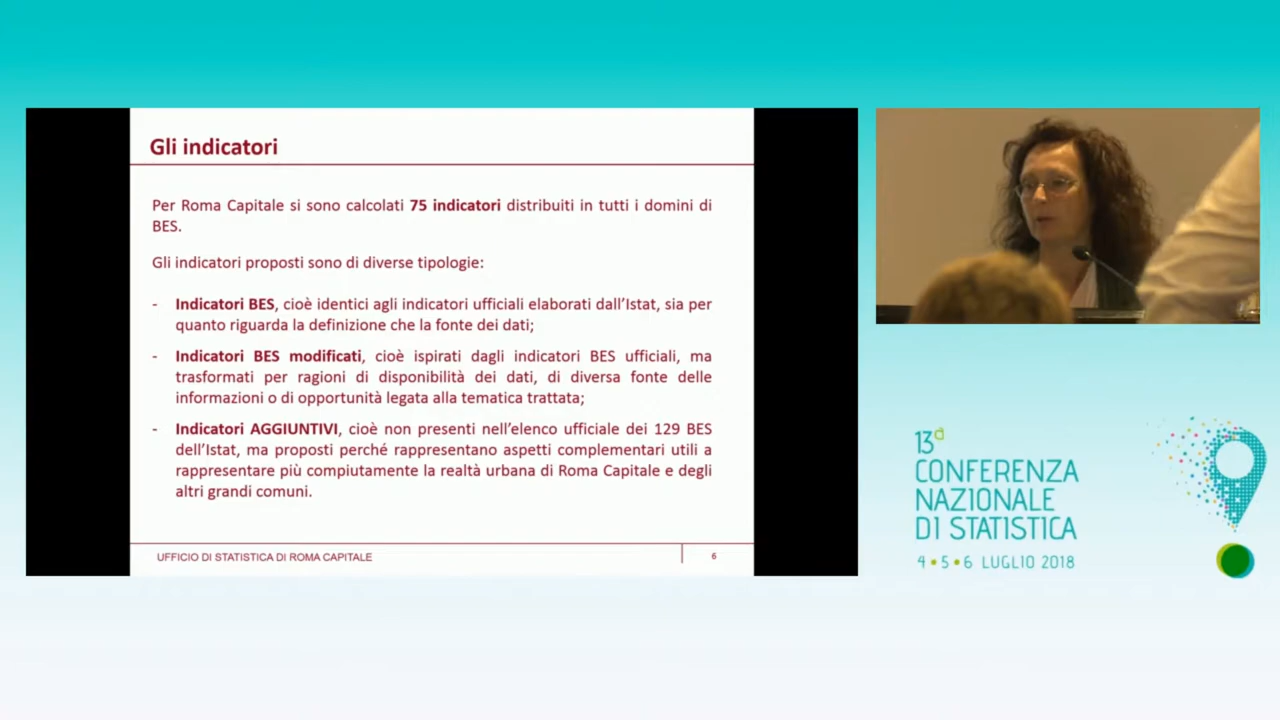 Gli indicatori
Per Roma Capitale si sono calcolati 75 indicatori distribuiti in tutti i domini di
BES.
Gli indicatori proposti sono di diverse tipologie:
- Indicatori BES, cioè identici agli indicatori ufficiali elaborati dall'Istat, sia per
quanto riguarda la definizione che la fonte dei dati;
- Indicatori BES modificati, cioè ispirati dagli indicatori BES ufficiali, ma
trasformati per ragioni di disponibilità dei dati, di diversa fonte delle
informazioni o di opportunità legata alla tematica trattata;
- Indicatori AGGIUNTIVI, cioè non presenti nell'elenco ufficiale dei 129 BES
dell'Istat, ma proposti perché rappresentano aspetti complementari utili a
rappresentare più compiutamente la realtà urbana di Roma Capitale e degli
altri grandi comuni.
UFFICIO DI STATISTICA DI ROMA CAPITALE
6
13a
CONFERENZA
NAZIONALE
DI STATISTICA
4•5•6 LUGLIO 2018